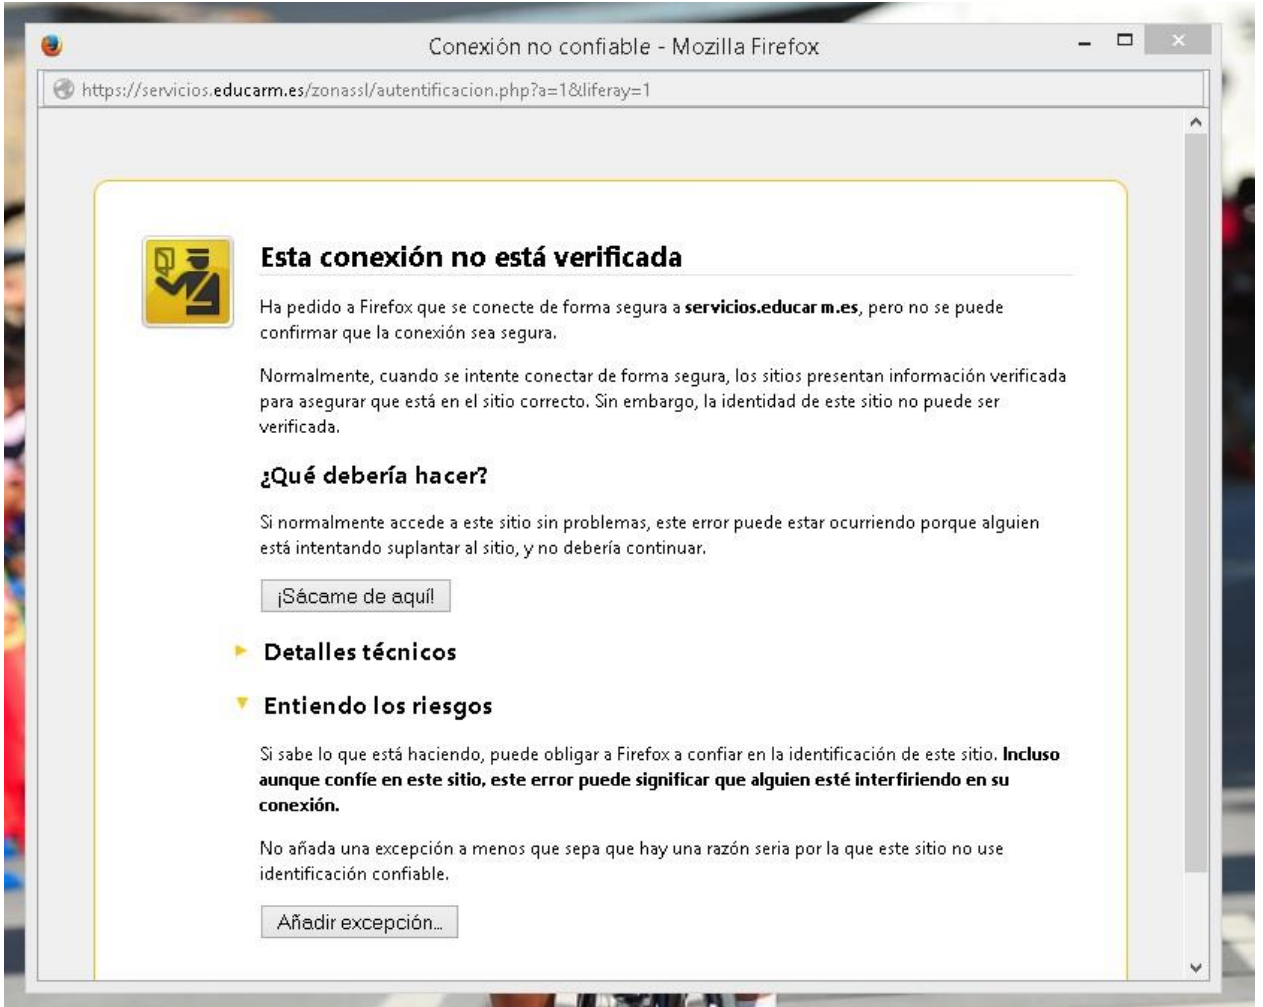 Conexión no confiable - Mozilla Firefox
https://servicios.educarm.es/zonassl/autentificacion.php?a=1&liferay=1
Esta conexión no está verificada
Ha pedido a Firefox que se conecte de forma segura a servicios.educarm.es, pero no se puede
confirmar que la conexión sea segura.
Normalmente, cuando se intente conectar de forma segura, los sitios presentan información verificada
para asegurar que está en el sitio correcto. Sin embargo, la identidad de este sitio no puede ser
verificada.
¿Qué debería hacer?
Si normalmente accede a este sitio sin problemas, este error puede estar ocurriendo porque alguien
está intentando suplantar al sitio, y no debería continuar.
¡Sácame de aquí!
Detalles técnicos
Entiendo los riesgos
Si sabe lo que está haciendo, puede obligar a Firefox a confiar en la identificación de este sitio. Incluso
aunque confíe en este sitio, este error puede significar que alguien esté interfiriendo en su
conexión.
No añada una excepción a menos que sepa que hay una razón seria por la que este sitio no use
identificación confiable.
Añadir excepción...